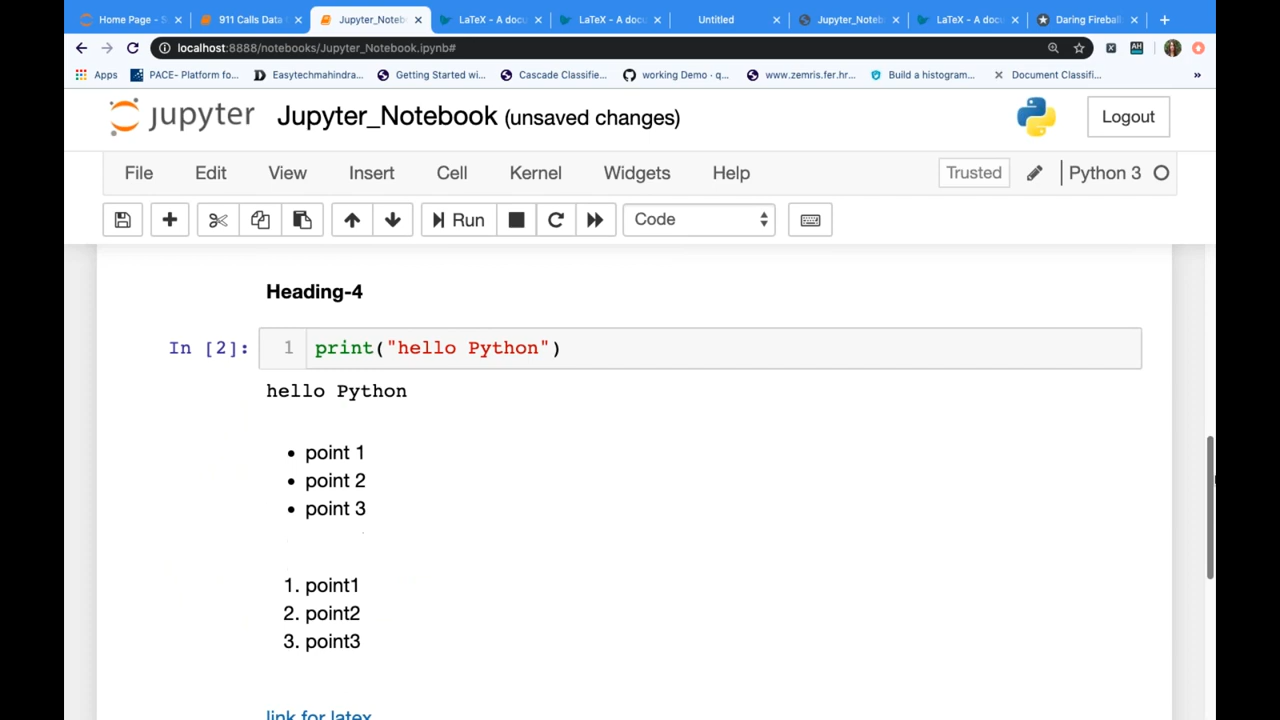 Home Page - S
911 Calls Data
Jupyter_Noteb
LaTeX - A docu
LaTeX - A docu
Untitled
Jupyter_Noteb
LaTeX - A docu
Daring Fireball
localhost:8888/notebooks/Jupyter_Notebook.ipynb#
Apps
PACE- Platform fo...
Easytechmahindra...
Getting Started wi...
Cascade Classifie...
working Demo · q...
www.zemris.fer.hr...
Build a histogram...
Document Classifi...
»
jupyter Jupyter_Notebook (unsaved changes)
Logout
File Edit View Insert Cell Kernel Widgets Help
Trusted
Python 3
Run
Code
Heading-4
In [2]: 1 print("hello Python")
hello Python
• point 1
• point 2
• point 3
1. point1
2. point2
3. point3
link for latex